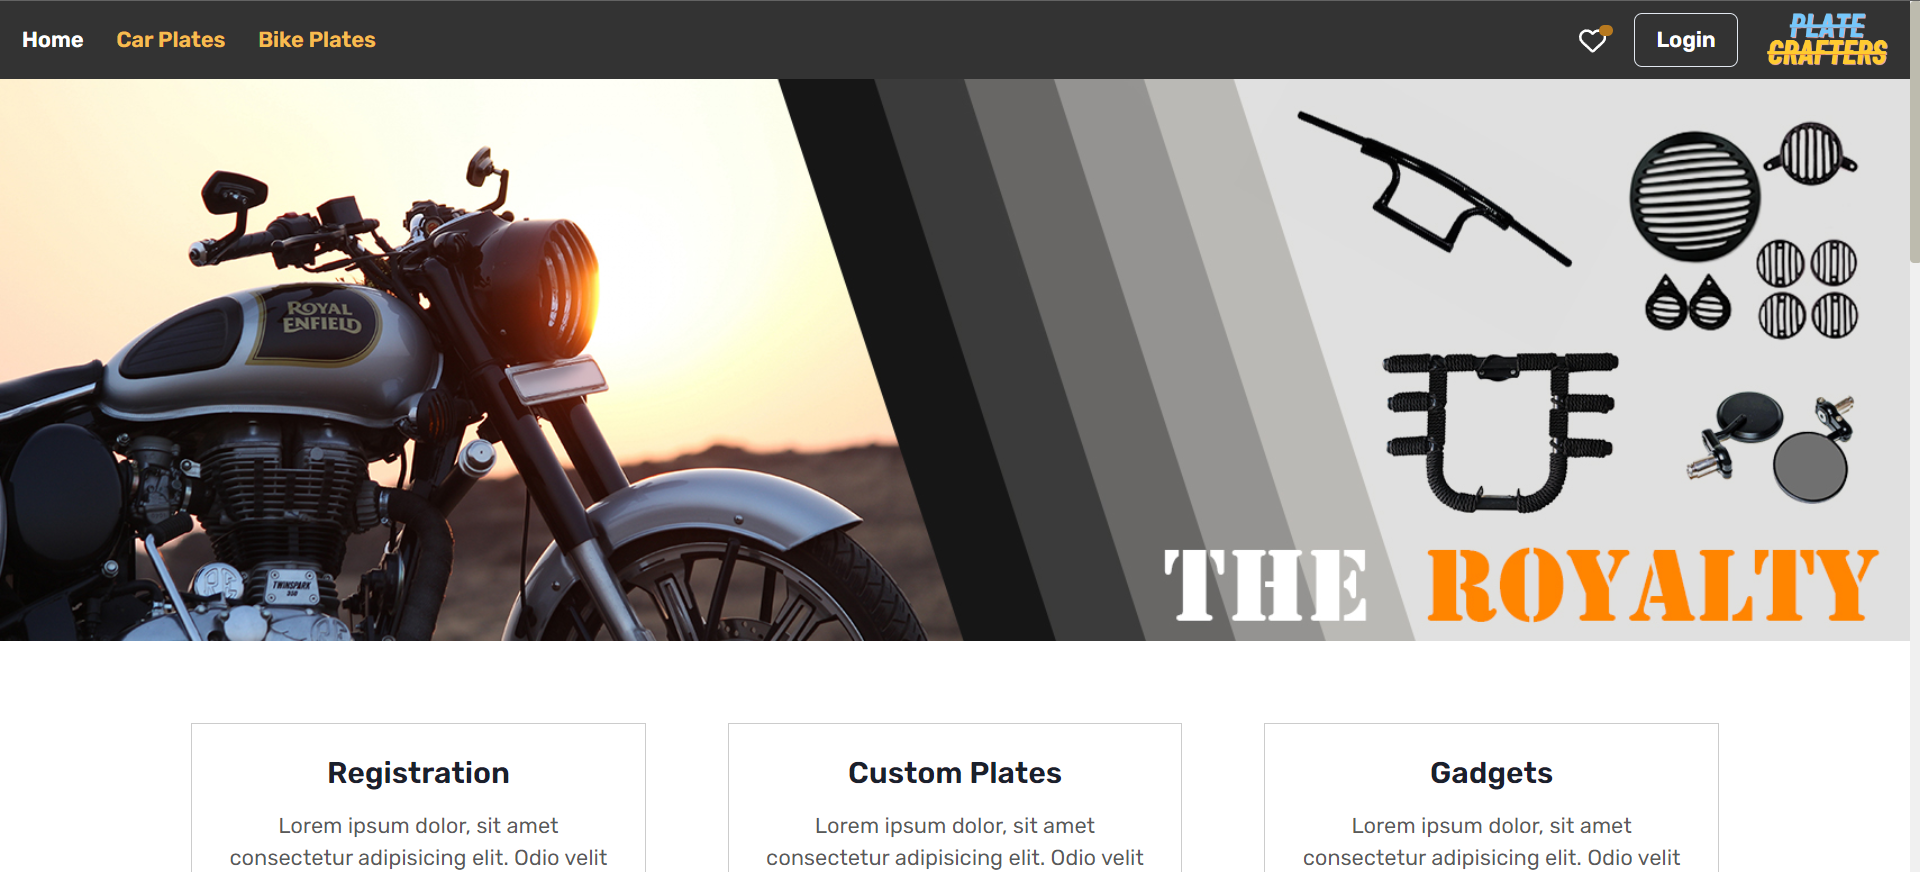 Home Car Plates Bike Plates Login
PLATE
CRAFTERS
ROYAL
ENFIELD
TWINSPARK
350
THE ROYALTY
Registration
Lorem ipsum dolor, sit amet
consectetur adipisicing elit. Odio velit
Custom Plates
Lorem ipsum dolor, sit amet
consectetur adipisicing elit. Odio velit
Gadgets
Lorem ipsum dolor, sit amet
consectetur adipisicing elit. Odio velit